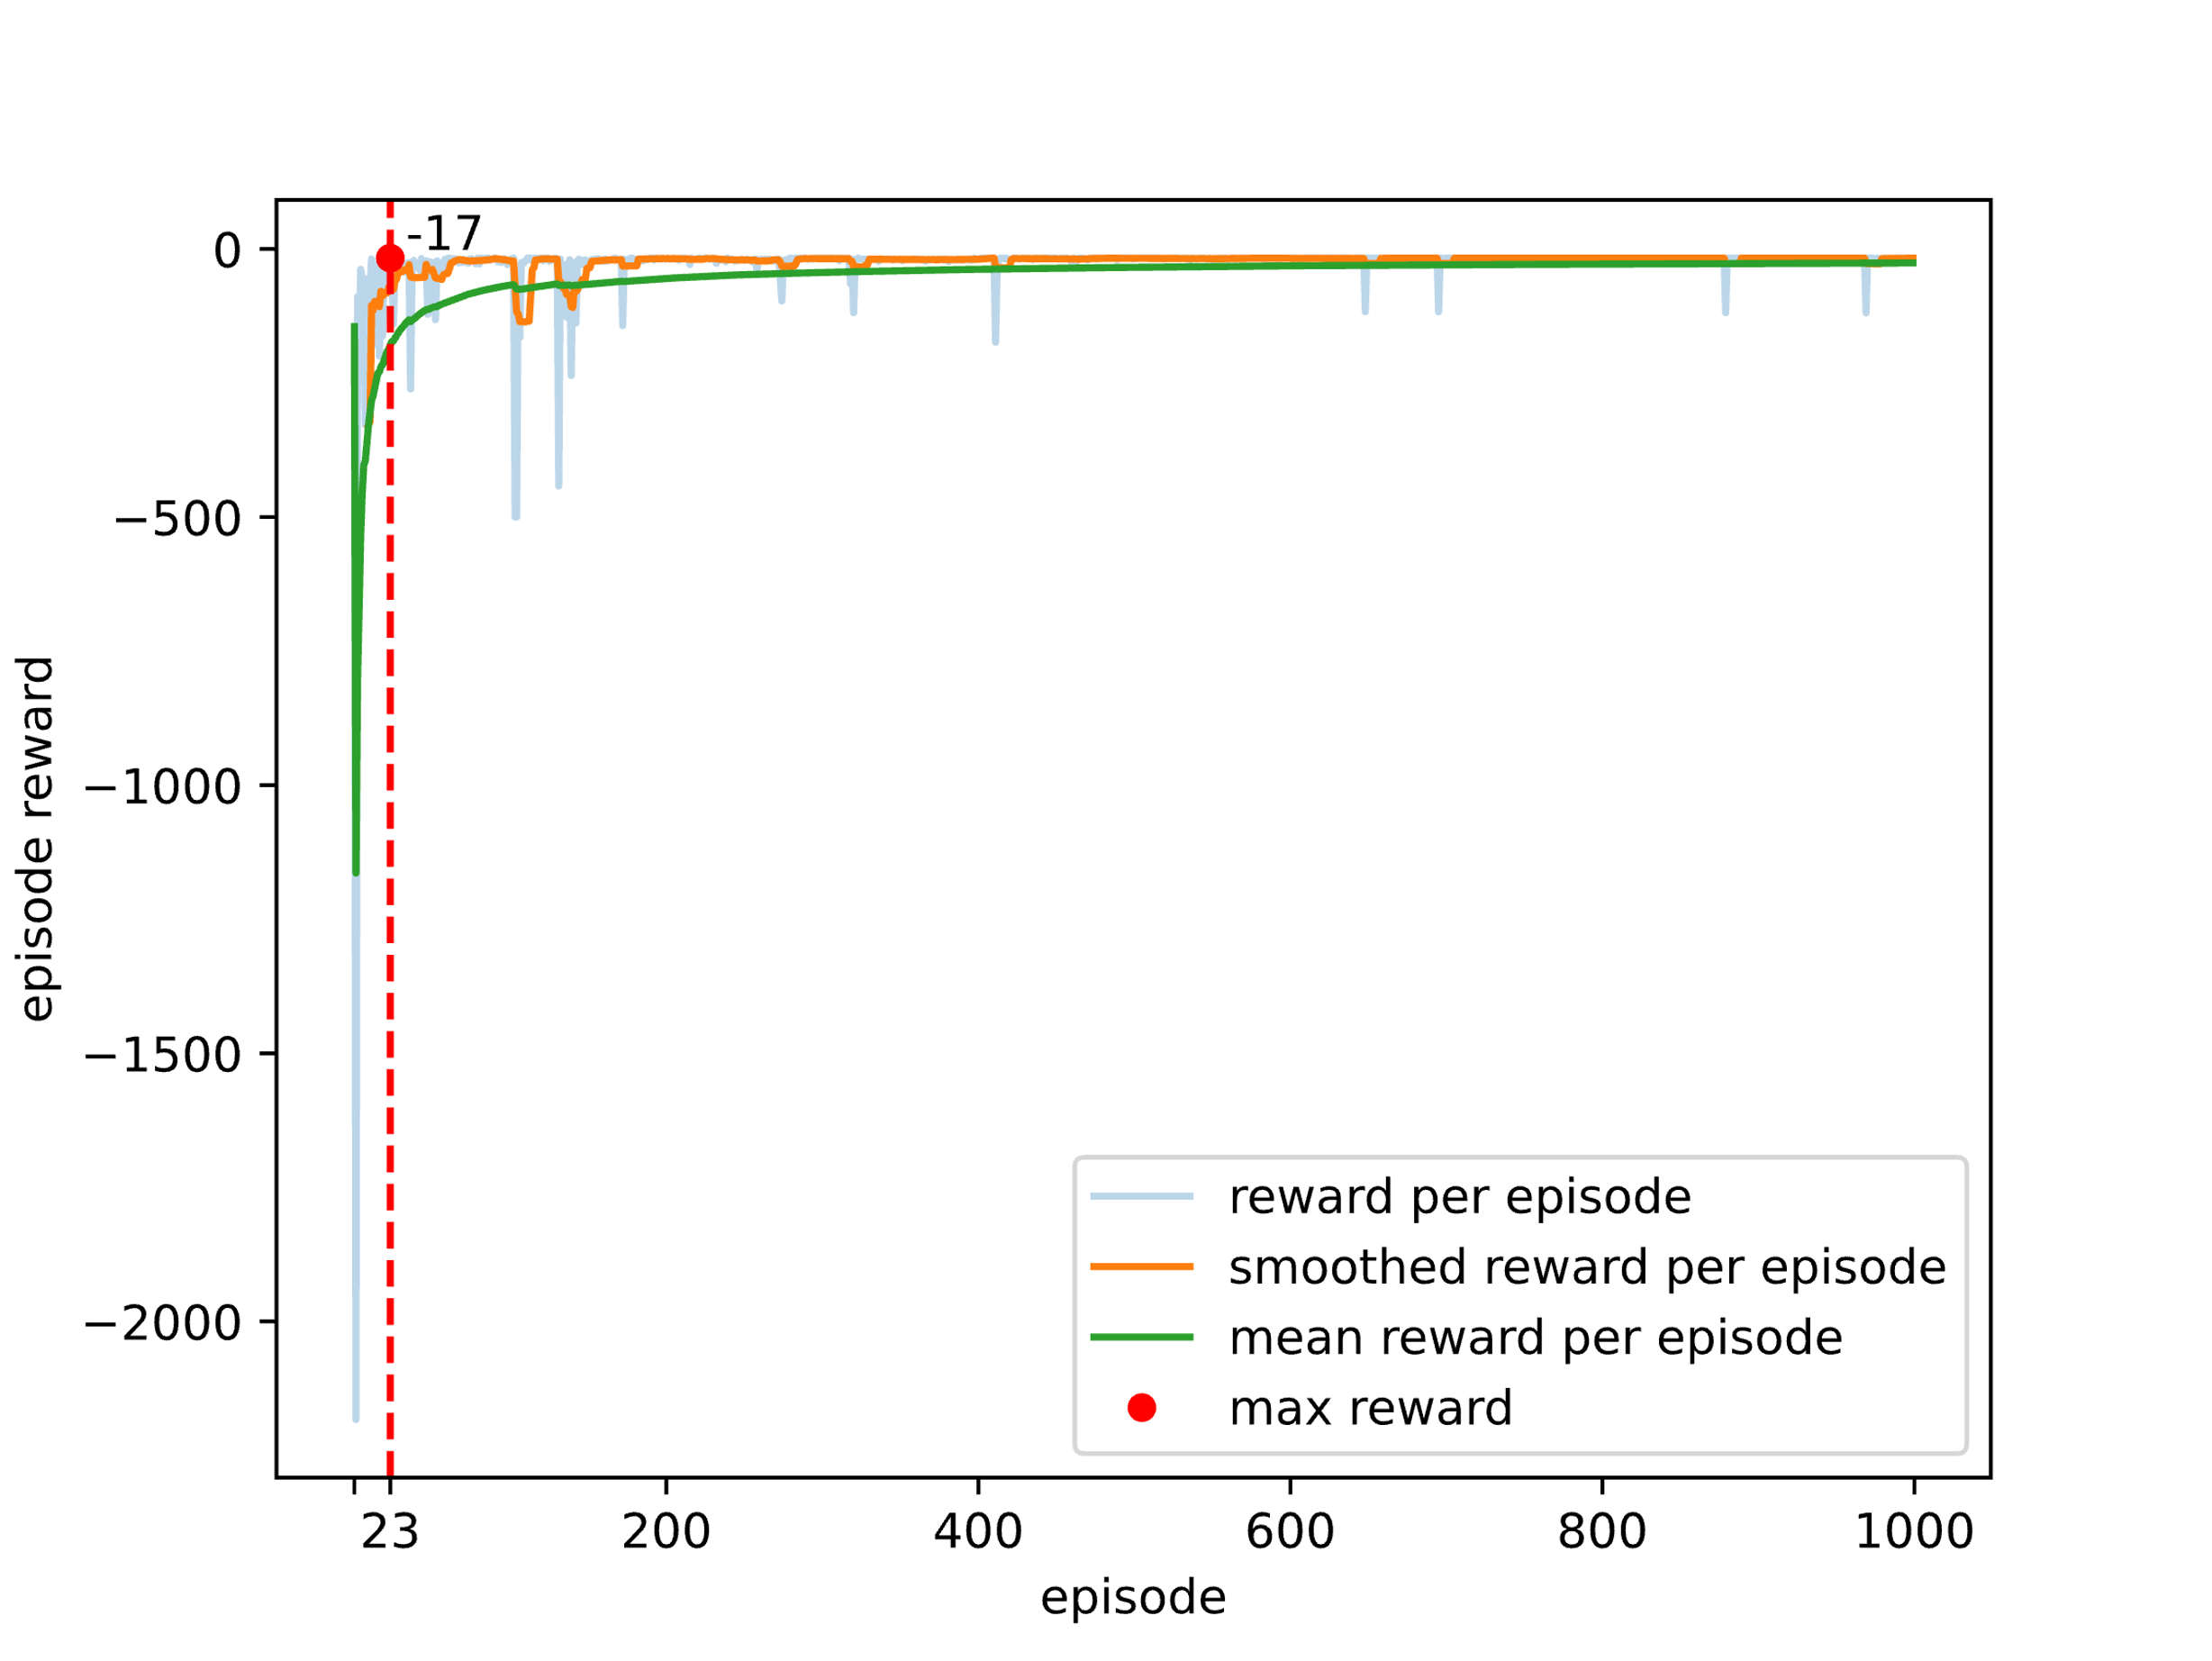 -17
0
−500
−1000
−1500
−2000
episode reward
reward per episode
smoothed reward per episode
mean reward per episode
max reward
23 200 400 600 800 1000
episode